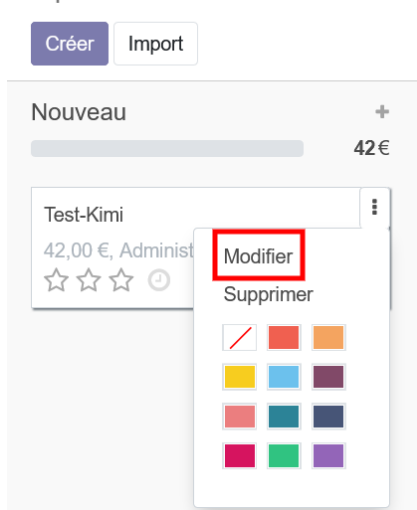 Créer Import
Nouveau +
42 €
Test-Kimi
42,00 €, Administ
Modifier
Supprimer